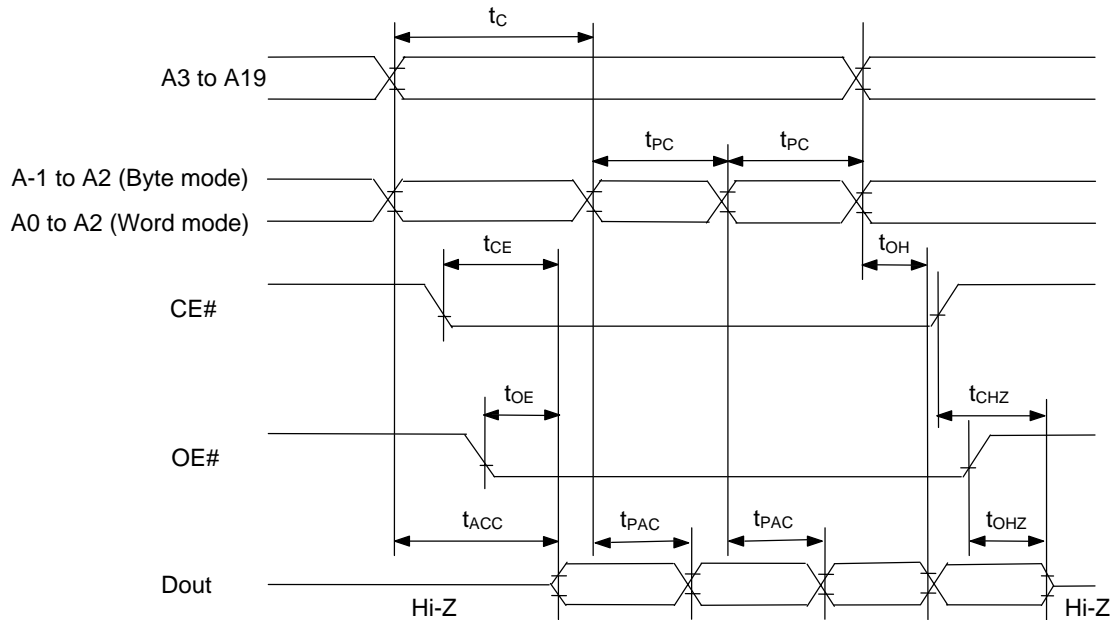 tC
A3 to A19
tPC tPC
A-1 to A2 (Byte mode)
A0 to A2 (Word mode)
tCE tOH
CE#
tOE tCHZ
OE#
tACC tPAC tPAC tOHZ
Dout
Hi-Z Hi-Z